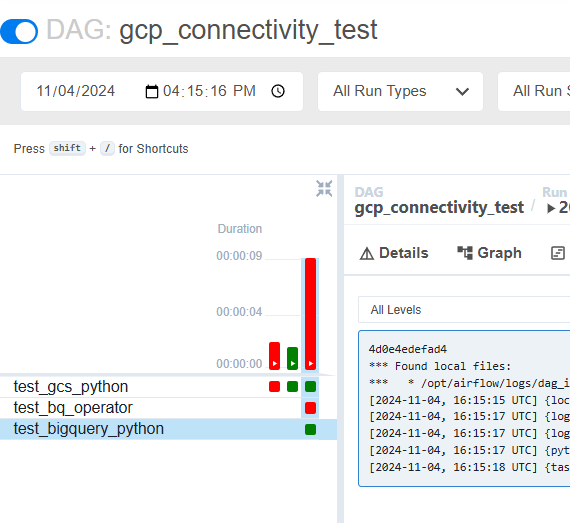 DAG: gcp_connectivity_test
11/04/2024 04:15:16 PM
All Run Types
All Run S
Press shift + / for Shortcuts
DAG
gcp_connectivity_test
/
Run
20
Details
Graph
Duration
00:00:09
00:00:04
00:00:00
test_gcs_python
test_bq_operator
test_bigquery_python
All Levels
4d0e4edefad4
*** Found local files:
***   * /opt/airflow/logs/dag_i
[2024-11-04, 16:15:15 UTC] {loc
[2024-11-04, 16:15:17 UTC] {log
[2024-11-04, 16:15:17 UTC] {log
[2024-11-04, 16:15:17 UTC] {pyt
[2024-11-04, 16:15:18 UTC] {tas